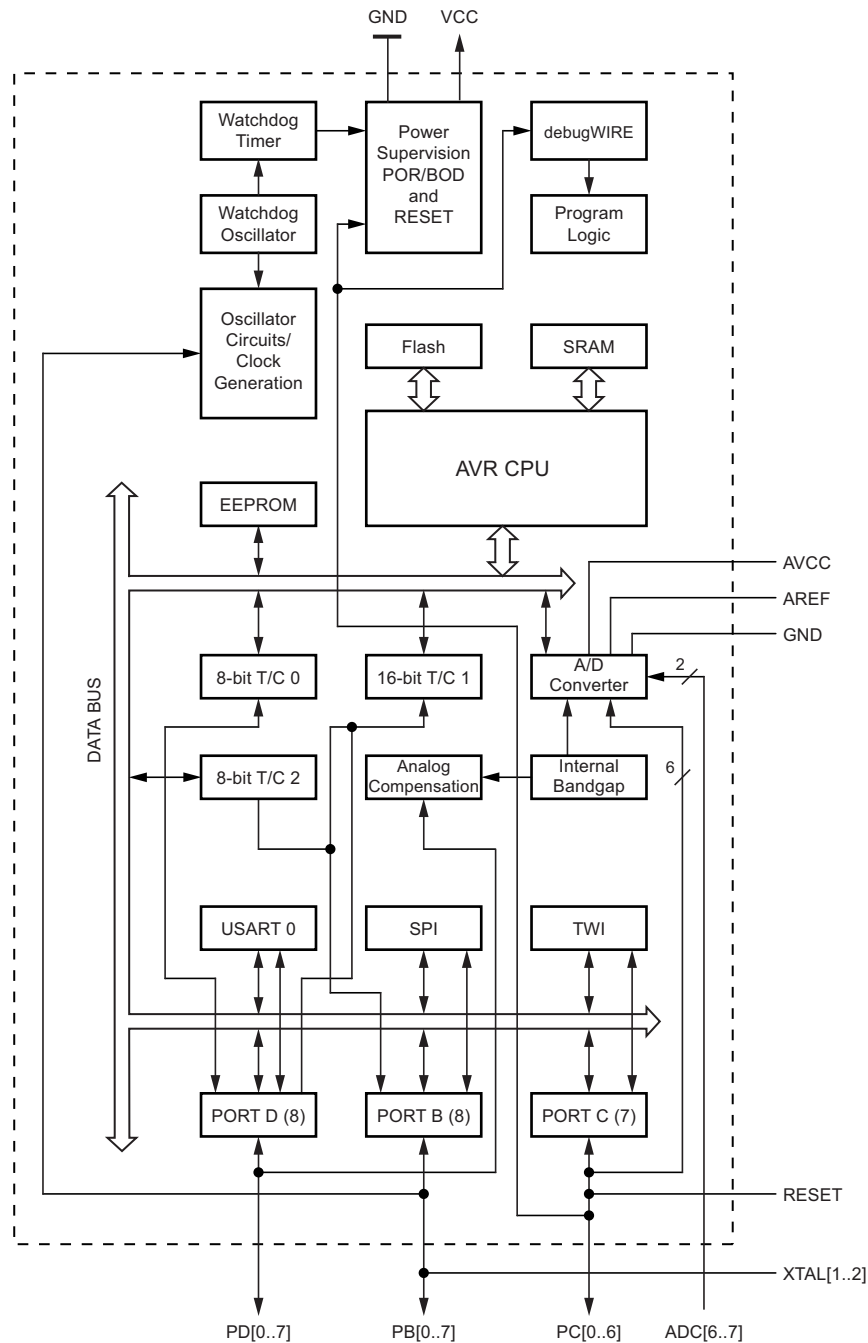 GND
VCC
Watchdog
Timer
Power
Supervision
POR/BOD
and
RESET
debugWIRE
Watchdog
Oscillator
Program
Logic
Oscillator
Circuits/
Clock
Generation
Flash
SRAM
AVR CPU
EEPROM
AVCC
AREF
GND
8-bit T/C 0
16-bit T/C 1
A/D
Converter
2
DATA BUS
8-bit T/C 2
Analog
Compensation
Internal
Bandgap
6
USART 0
SPI
TWI
PORT D (8)
PORT B (8)
PORT C (7)
RESET
XTAL[1..2]
PD[0..7]
PB[0..7]
PC[0..6]
ADC[6..7]